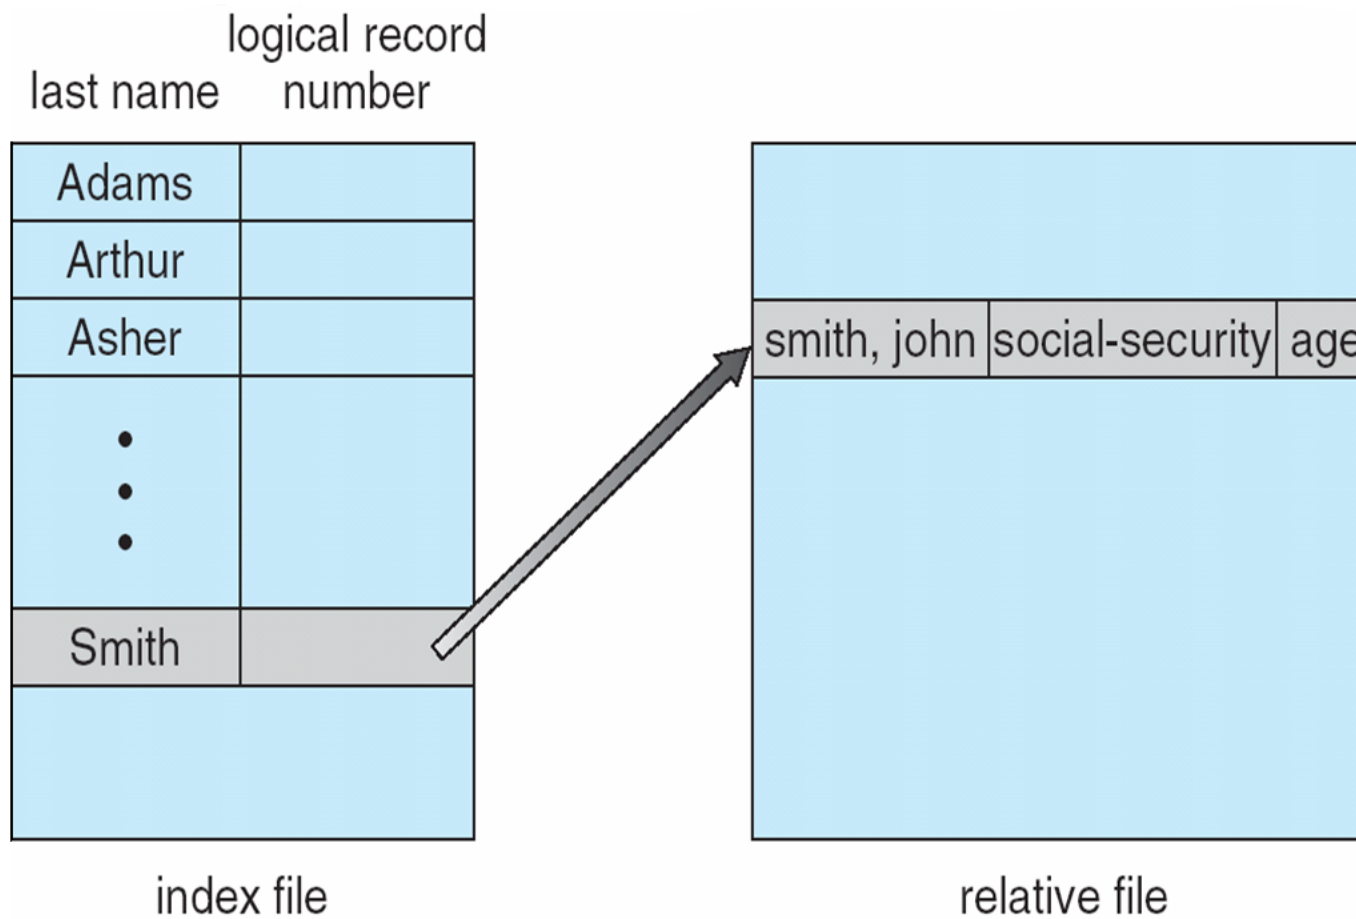 logical record
last name number
Adams
Arthur
Asher
Smith
smith, john social-security age
index file relative file